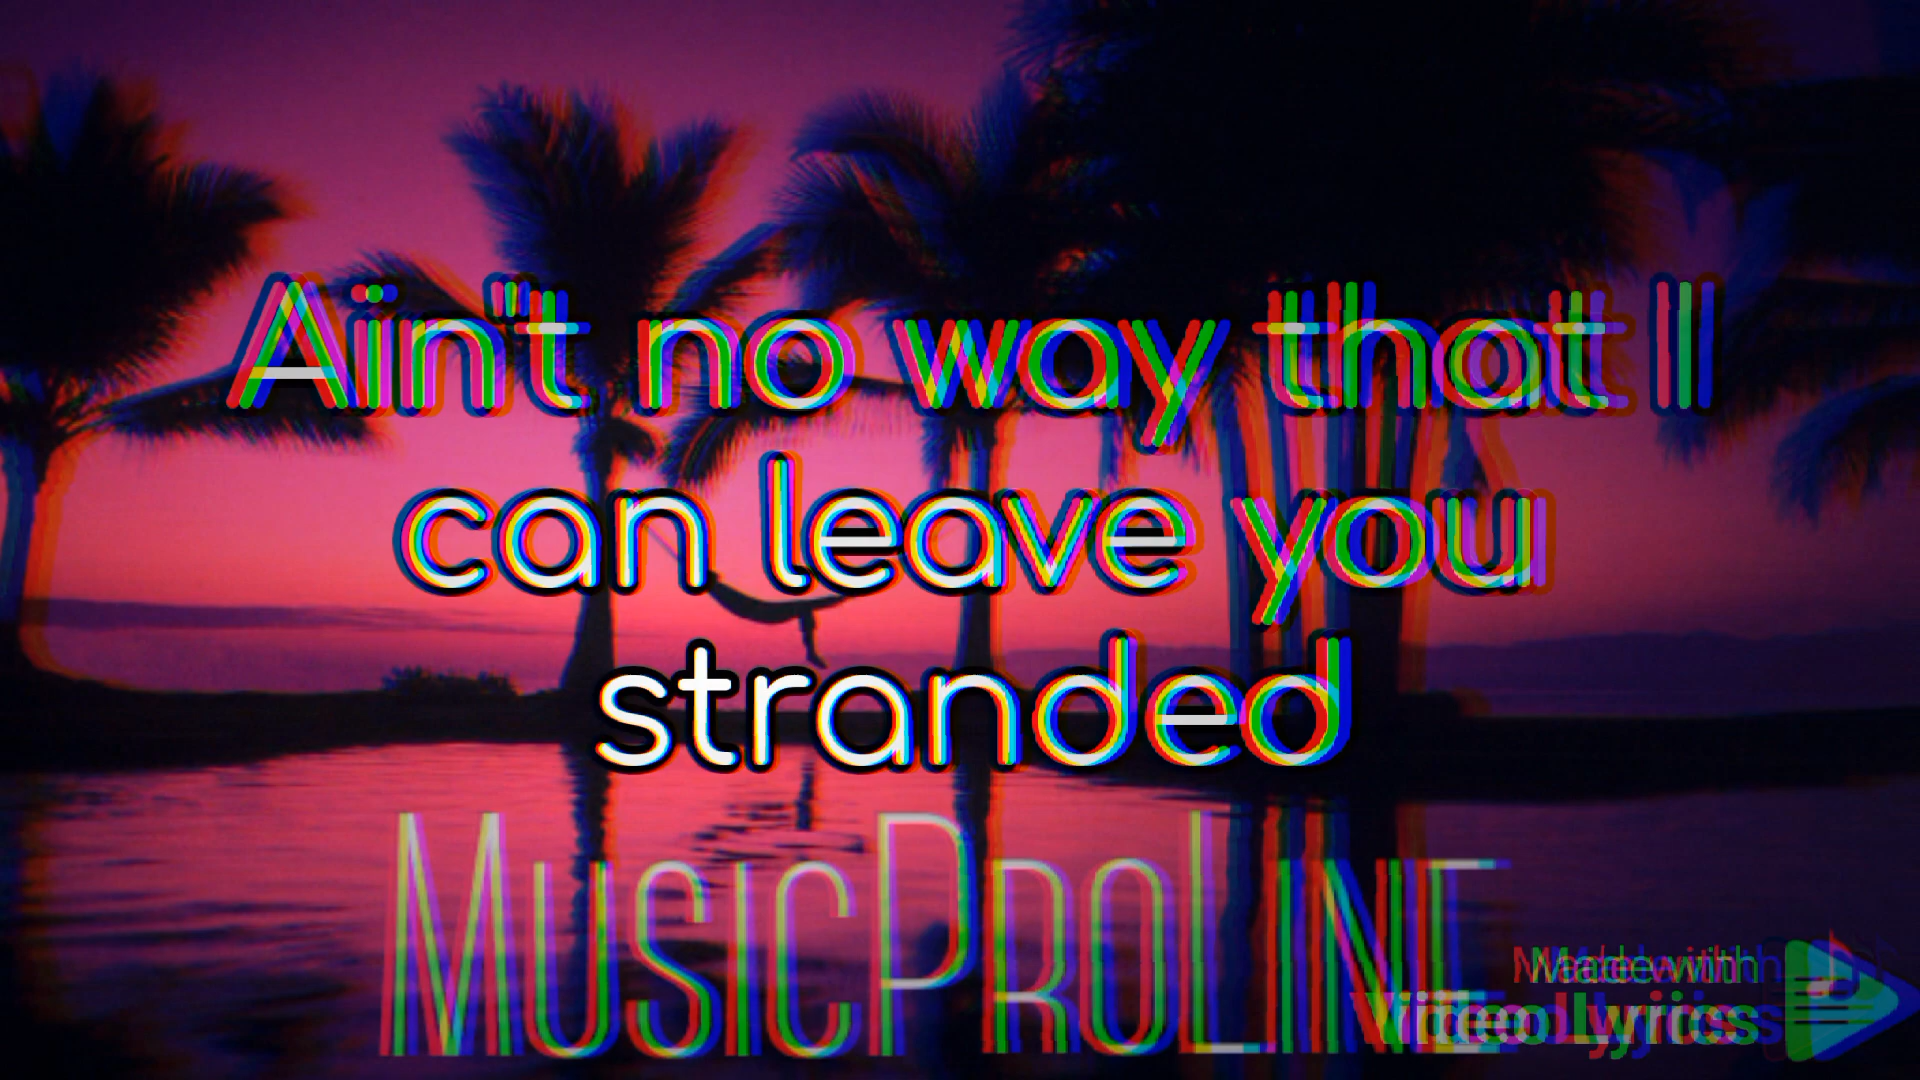 Ain't no way that I
can leave you
stranded
MusicProLine
Made with
Video Lyrics